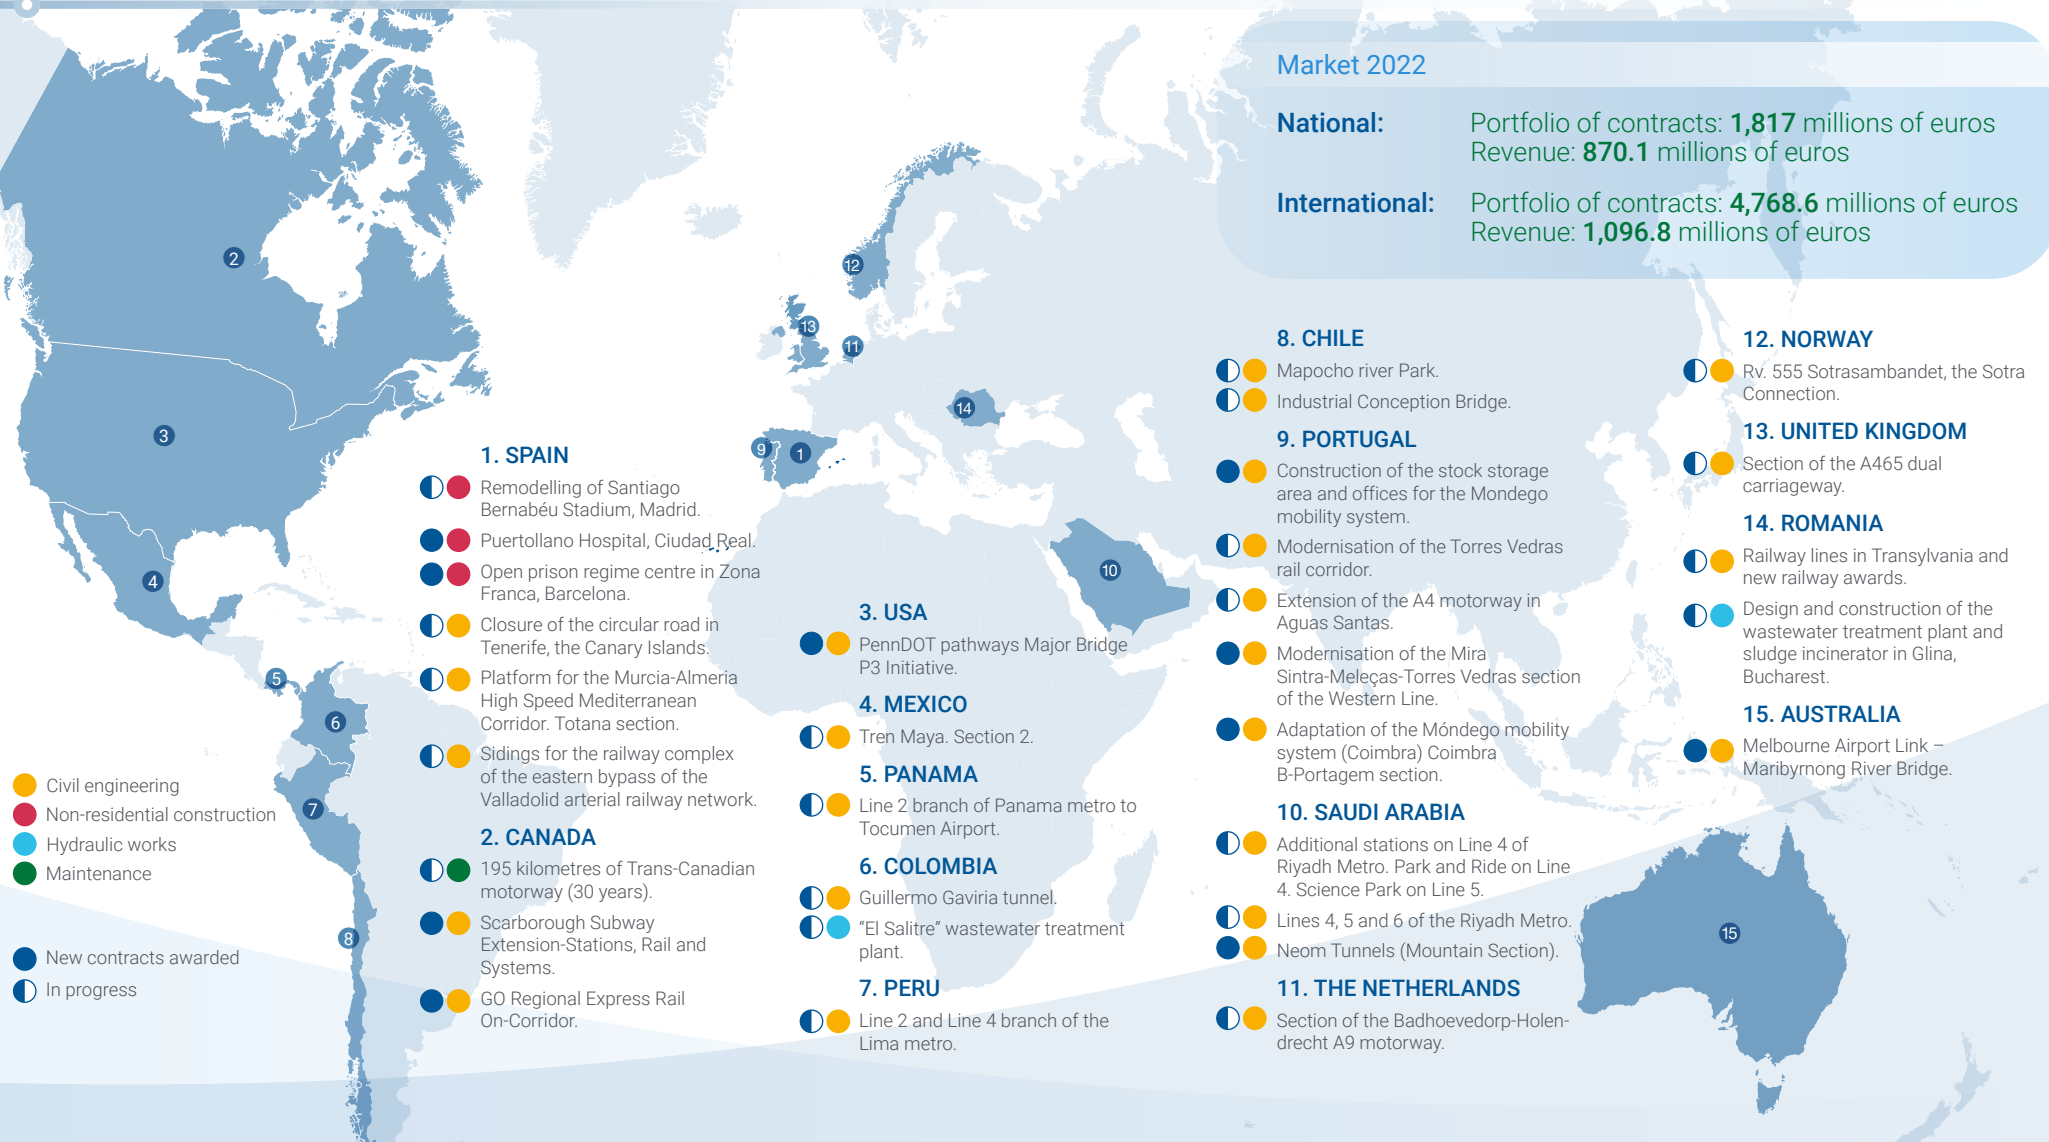 Market 2022
National:
Portfolio of contracts: 1,817 millions of euros
Revenue: 870.1 millions of euros
International:
Portfolio of contracts: 4,768.6 millions of euros
Revenue: 1,096.8 millions of euros
2
3
4
5
6
7
8
9
1
10
11
12
13
14
15
Civil engineering
Non-residential construction
Hydraulic works
Maintenance
New contracts awarded
In progress
1. SPAIN
Remodelling of Santiago
Bernabéu Stadium, Madrid.
Puertollano Hospital, Ciudad Real.
Open prison regime centre in Zona
Franca, Barcelona.
Closure of the circular road in
Tenerife, the Canary Islands.
Platform for the Murcia-Almeria
High Speed Mediterranean
Corridor. Totana section.
Sidings for the railway complex
of the eastern bypass of the
Valladolid arterial railway network.
2. CANADA
195 kilometres of Trans-Canadian
motorway (30 years).
Scarborough Subway
Extension-Stations, Rail and
Systems.
GO Regional Express Rail
On-Corridor.
3. USA
PennDOT pathways Major Bridge
P3 Initiative.
4. MEXICO
Tren Maya. Section 2.
5. PANAMA
Line 2 branch of Panama metro to
Tocumen Airport.
6. COLOMBIA
Guillermo Gaviria tunnel.
“El Salitre” wastewater treatment
plant.
7. PERU
Line 2 and Line 4 branch of the
Lima metro.
8. CHILE
Mapocho river Park.
Industrial Conception Bridge.
9. PORTUGAL
Construction of the stock storage
area and offices for the Mondego
mobility system.
Modernisation of the Torres Vedras
rail corridor.
Extension of the A4 motorway in
Aguas Santas.
Modernisation of the Mira
Sintra-Meleças-Torres Vedras section
of the Western Line.
Adaptation of the Móndego mobility
system (Coimbra) Coimbra
B-Portagem section.
10. SAUDI ARABIA
Additional stations on Line 4 of
Riyadh Metro. Park and Ride on Line
4. Science Park on Line 5.
Lines 4, 5 and 6 of the Riyadh Metro.
Neom Tunnels (Mountain Section).
11. THE NETHERLANDS
Section of the Badhoevedorp-Holen-
drecht A9 motorway.
12. NORWAY
Rv. 555 Sotrasambandet, the Sotra
Connection.
13. UNITED KINGDOM
Section of the A465 dual
carriageway.
14. ROMANIA
Railway lines in Transylvania and
new railway awards.
Design and construction of the
wastewater treatment plant and
sludge incinerator in Glina,
Bucharest.
15. AUSTRALIA
Melbourne Airport Link –
Maribyrnong River Bridge.